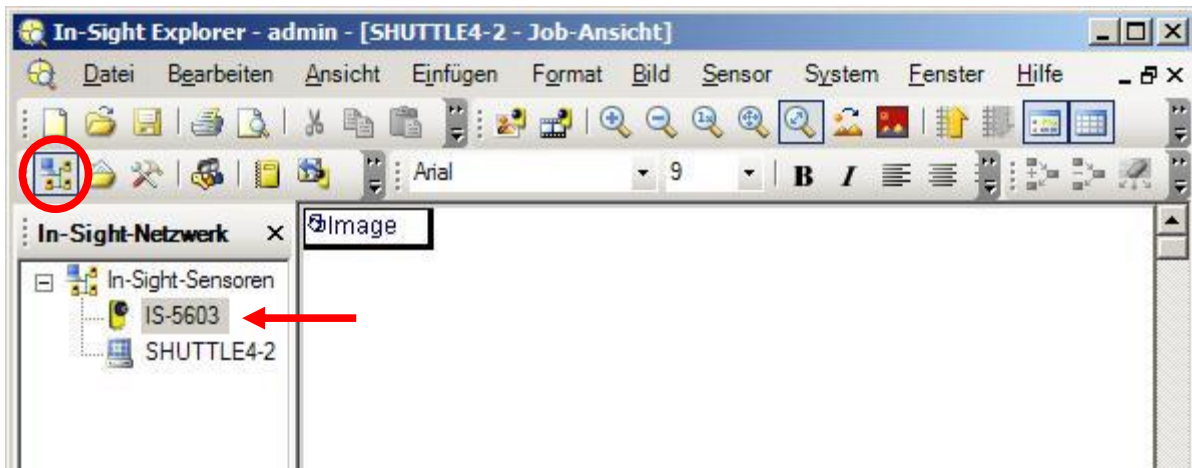 In-Sight Explorer - admin - [SHUTTLE4-2 - Job-Ansicht]
Datei Bearbeiten Ansicht Einfügen Format Bild Sensor System Fenster Hilfe
1x
Arial 9 B I
In-Sight-Netzwerk
Image
In-Sight-Sensoren
IS-5603
SHUTTLE4-2